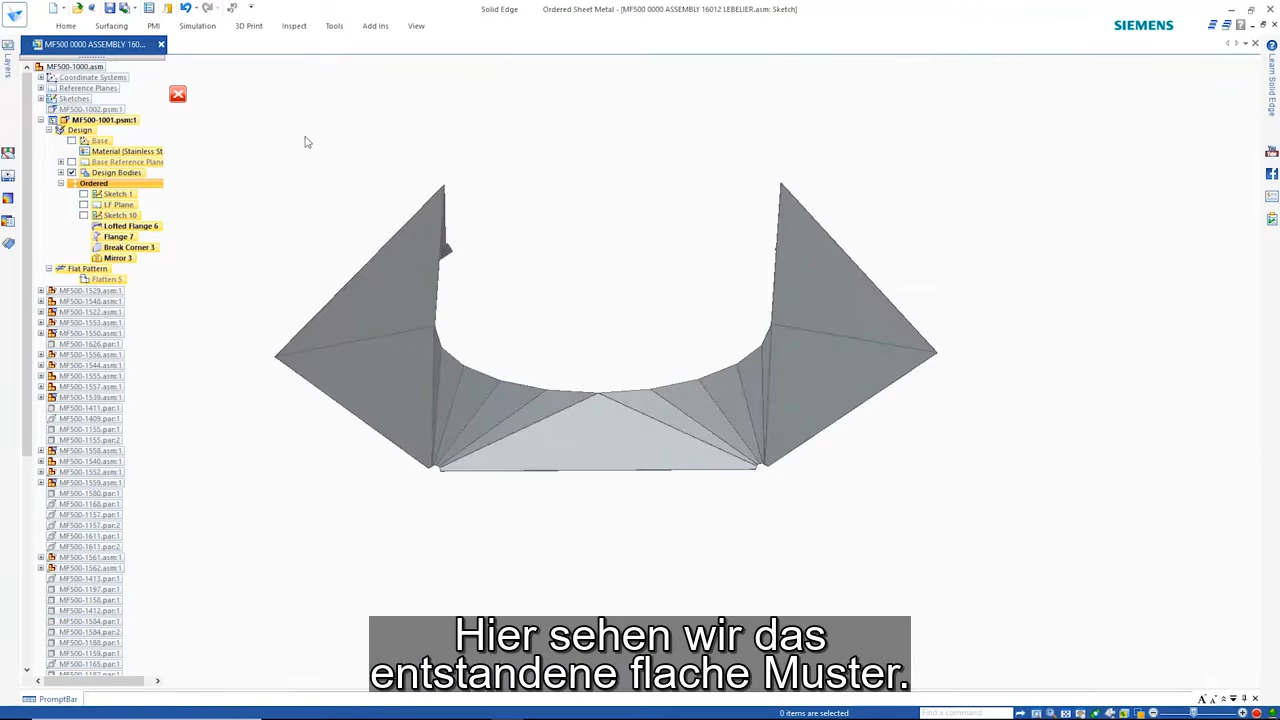 Solid Edge
Ordered Sheet Metal - [MF500 0000 ASSEMBLY 16012 LEBELIER.asm: Sketch]
Home Surfacing PMI Simulation 3D Print Inspect Tools Add Ins View
SIEMENS
MF500 0000 ASSEMBLY 160...
Layers
Learn Solid Edge
MF500-1000.asm
Coordinate Systems
Reference Planes
Sketches
MF500-1002.psm:1
MF500-1001.psm:1
Design
Base
Material (Stainless St
Base Reference Plane
Design Bodies
Ordered
Sketch 1
LF Plane
Sketch 10
Lofted Flange 6
Flange 7
Break Corner 3
Mirror 3
Flat Pattern
Flatten 5
MF500-1529.asm:1
MF500-1548.asm:1
MF500-1522.asm:1
MF500-1553.asm:1
MF500-1550.asm:1
MF500-1626.par:1
MF500-1556.asm:1
MF500-1544.asm:1
MF500-1555.asm:1
MF500-1557.asm:1
MF500-1539.asm:1
MF500-1411.par:1
MF500-1409.par:1
MF500-1155.par:1
MF500-1155.par:2
MF500-1558.asm:1
MF500-1540.asm:1
MF500-1552.asm:1
MF500-1559.asm:1
MF500-1580.par:1
MF500-1168.par:1
MF500-1157.par:1
MF500-1157.par:2
MF500-1611.par:1
MF500-1611.par:2
MF500-1561.asm:1
MF500-1562.asm:1
MF500-1413.par:1
MF500-1197.par:1
MF500-1158.par:1
MF500-1412.par:1
MF500-1584.par:1
MF500-1584.par:2
MF500-1188.par:1
MF500-1159.par:1
MF500-1165.par:1
MF500-1182.par:1
Hier sehen wir das
entstandene flache Muster.
PromptBar
0 items are selected
Find a command